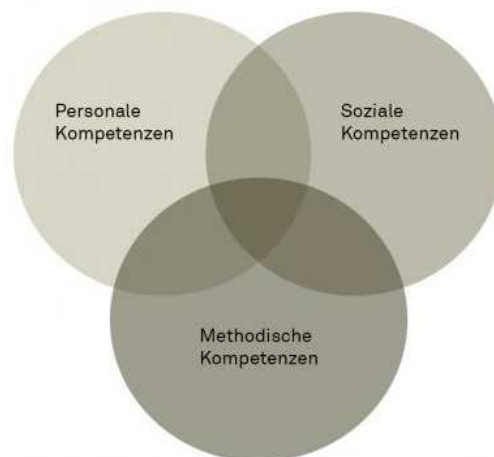 Personale
Kompetenzen
Soziale
Kompetenzen
Methodische
Kompetenzen